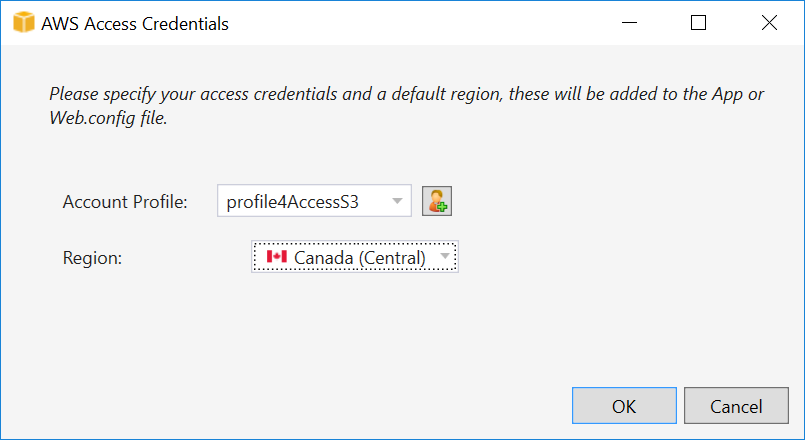 AWS Access Credentials
Please specify your access credentials and a default region, these will be added to the App or
Web.config file.
Account Profile: profile4AccessS3
Region: Canada (Central)
OK Cancel